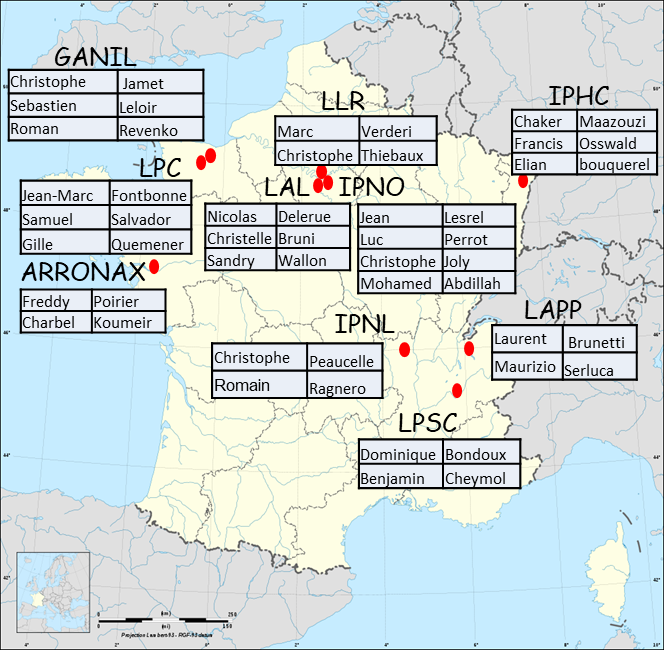 GANIL
Christophe Jamet
Sebastien Leloir
Roman Revenko
LLR
Marc Verderi
Christophe Thiebaux
IPHC
Chaker Maazouzi
Francis Osswald
Elian bouquerel
LPC
Jean-Marc Fontbonne
Samuel Salvador
Gille Quemener
LAL
Nicolas Delerue
Christelle Bruni
Sandry Wallon
IPNO
Jean Lesrel
Luc Perrot
Christophe Joly
Mohamed Abdillah
ARRONAX
Freddy Poirier
Charbel Koumeir
IPNL
Christophe Peaucelle
Romain Ragnero
LAPP
Laurent Brunetti
Maurizio Serluca
LPSC
Dominique Bondoux
Benjamin Cheymol